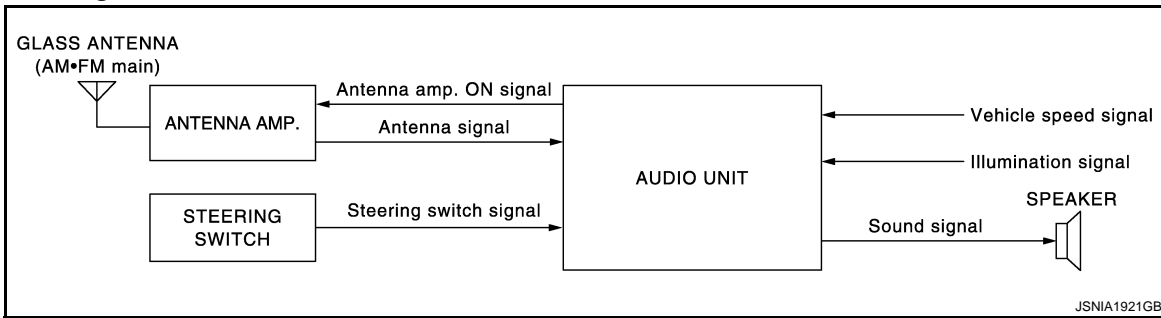 GLASS ANTENNA
(AM•FM main)
ANTENNA AMP.
Antenna amp. ON signal
Antenna signal
STEERING
SWITCH
Steering switch signal
AUDIO UNIT
Vehicle speed signal
Illumination signal
SPEAKER
Sound signal
JSNIA1921GB